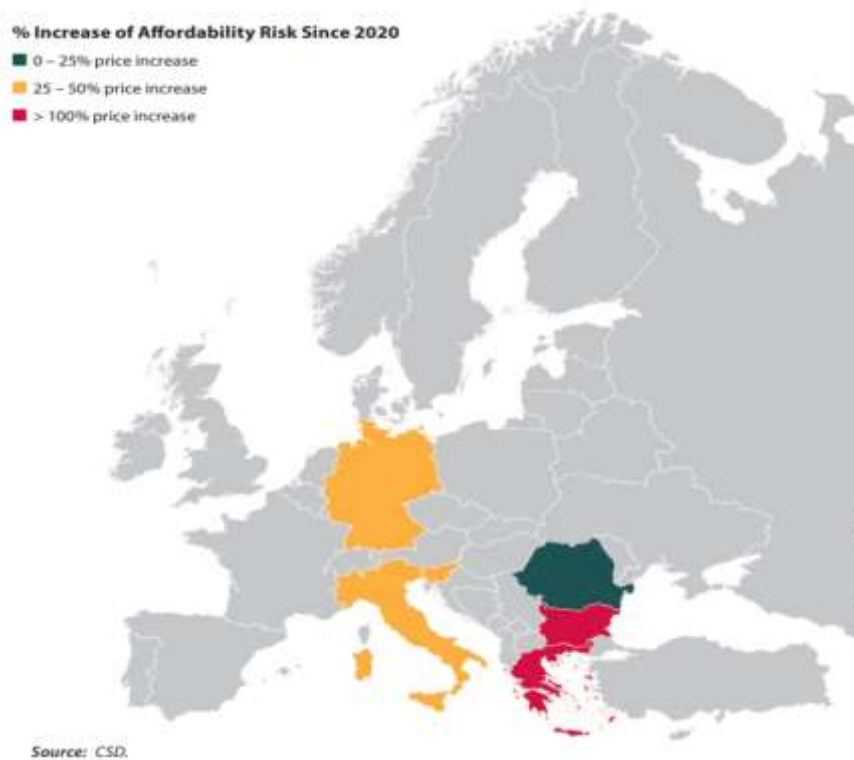 % Increase of Affordability Risk Since 2020
0 – 25% price increase
25 – 50% price increase
> 100% price increase
Source: CSD.